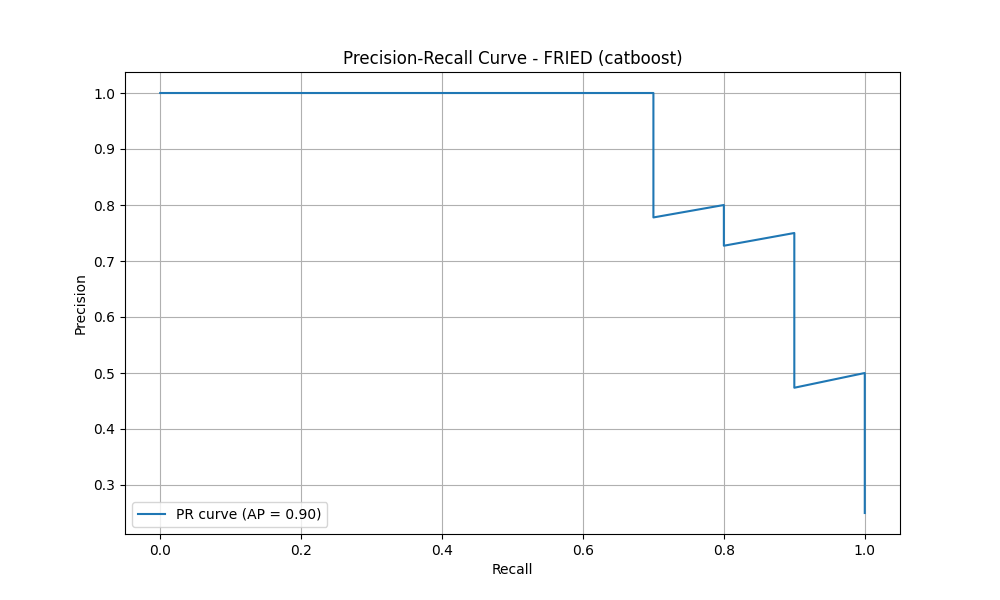 Precision-Recall Curve - FRIED (catboost)
1.0
0.9
0.8
0.7
0.6
0.5
0.4
0.3
Precision
PR curve (AP = 0.90)
0.0 0.2 0.4 0.6 0.8 1.0
Recall